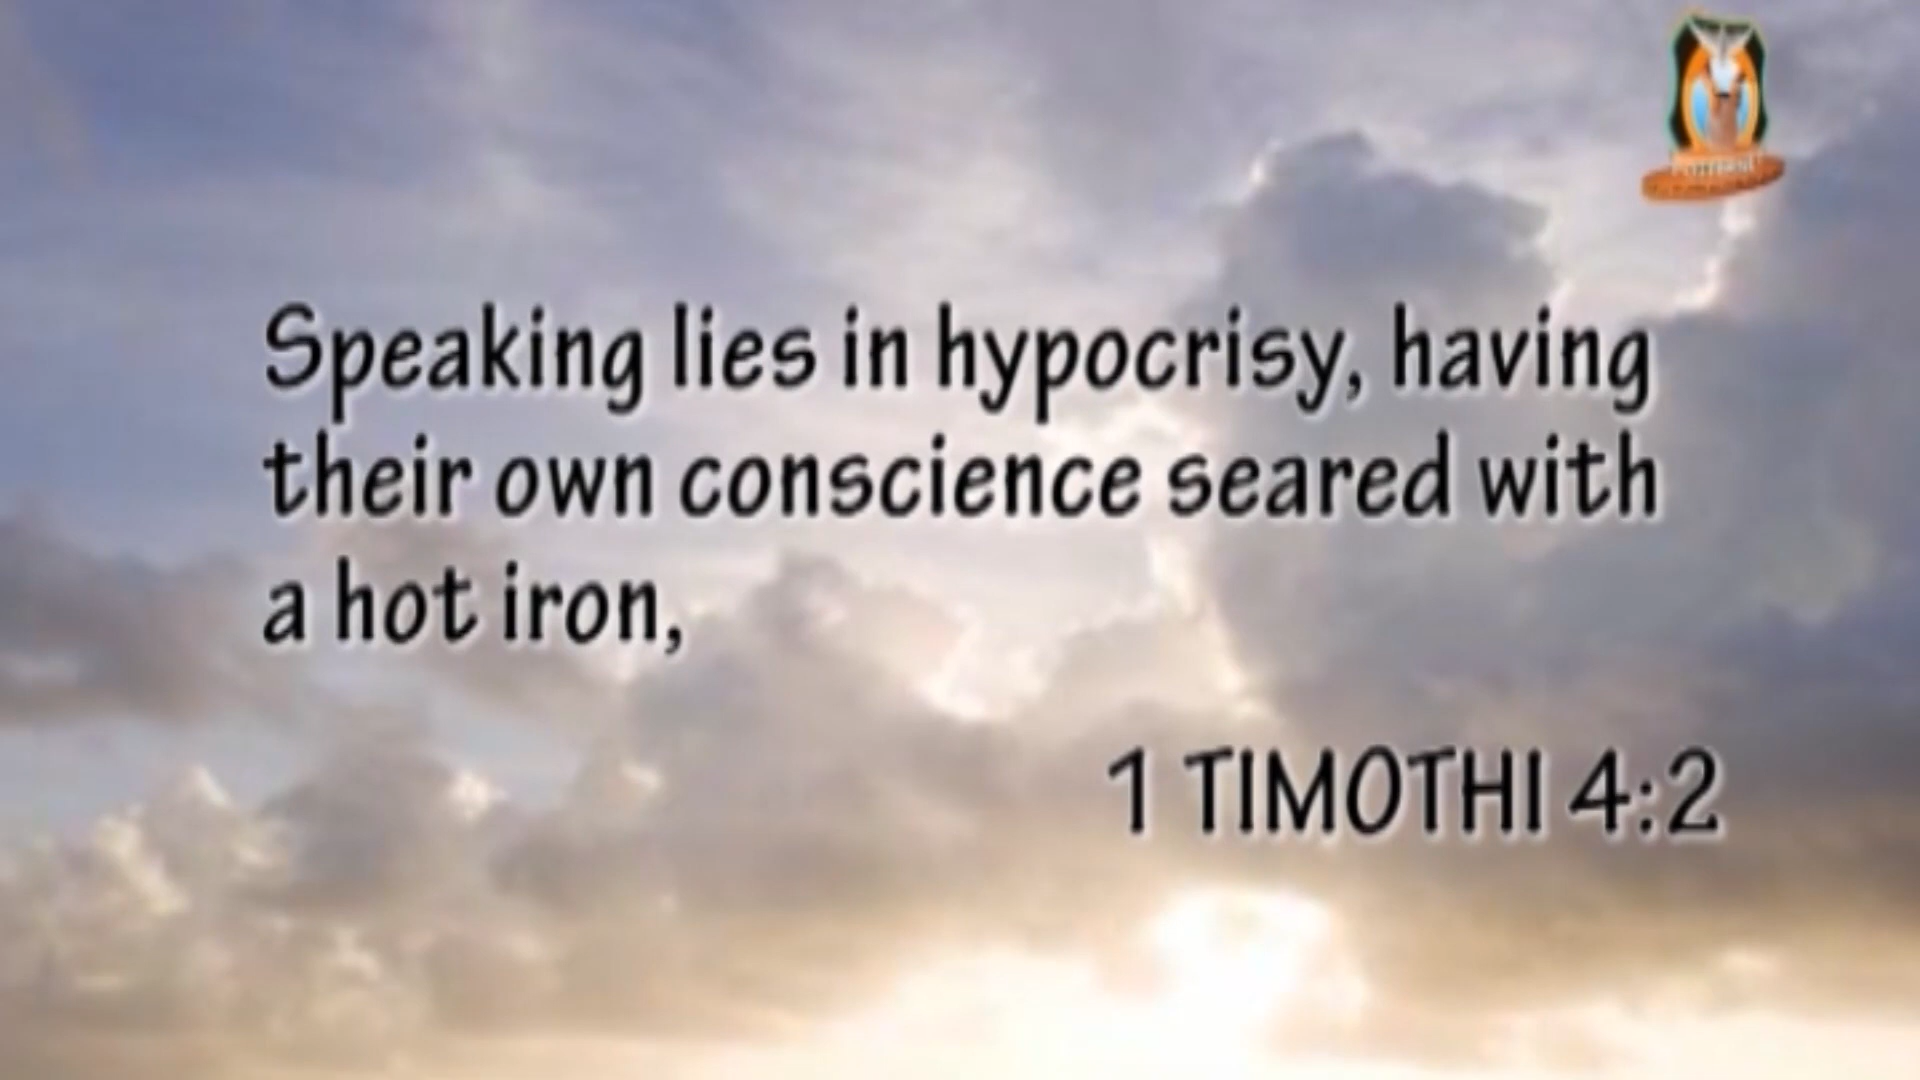 Speaking lies in hypocrisy, having
their own conscience seared with
a hot iron,
1 TIMOTHI 4:2